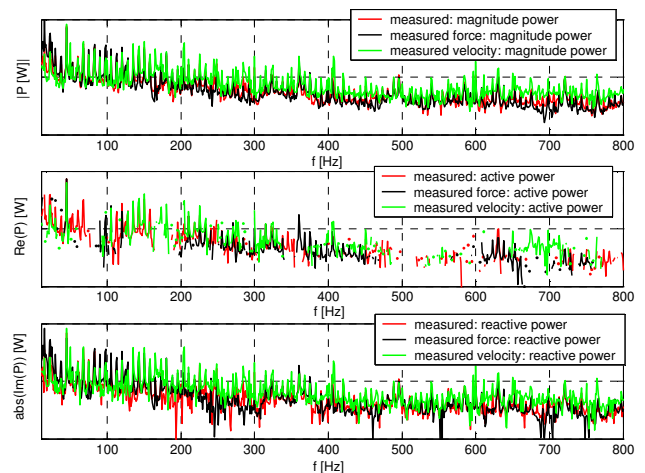 measured: magnitude power
measured force: magnitude power
measured velocity: magnitude power
|P [W]|
100 200 300 400 500 600 700 800
f [Hz]
measured: active power
measured force: active power
measured velocity: active power
Re(P) [W]
100 200 300 400 500 600 700 800
f [Hz]
measured: reactive power
measured force: reactive power
measured velocity: reactive power
abs(Im(P)) [W]
100 200 300 400 500 600 700 800
f [Hz]